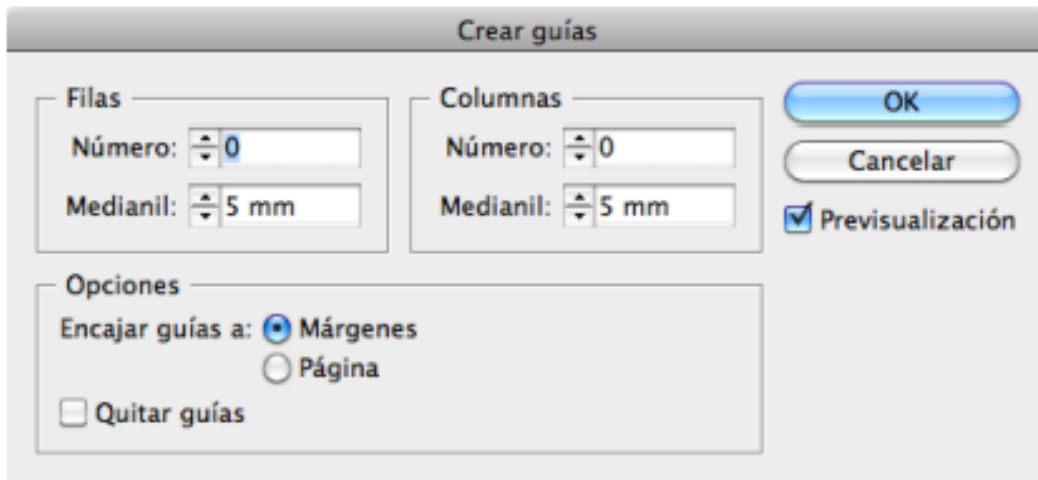 Crear guías
Filas
Número: 0
Medianil: 5 mm
Columnas
Número: 0
Medianil: 5 mm
OK
Cancelar
Previsualización
Opciones
Encajar guías a: Márgenes
Página
Quitar guías